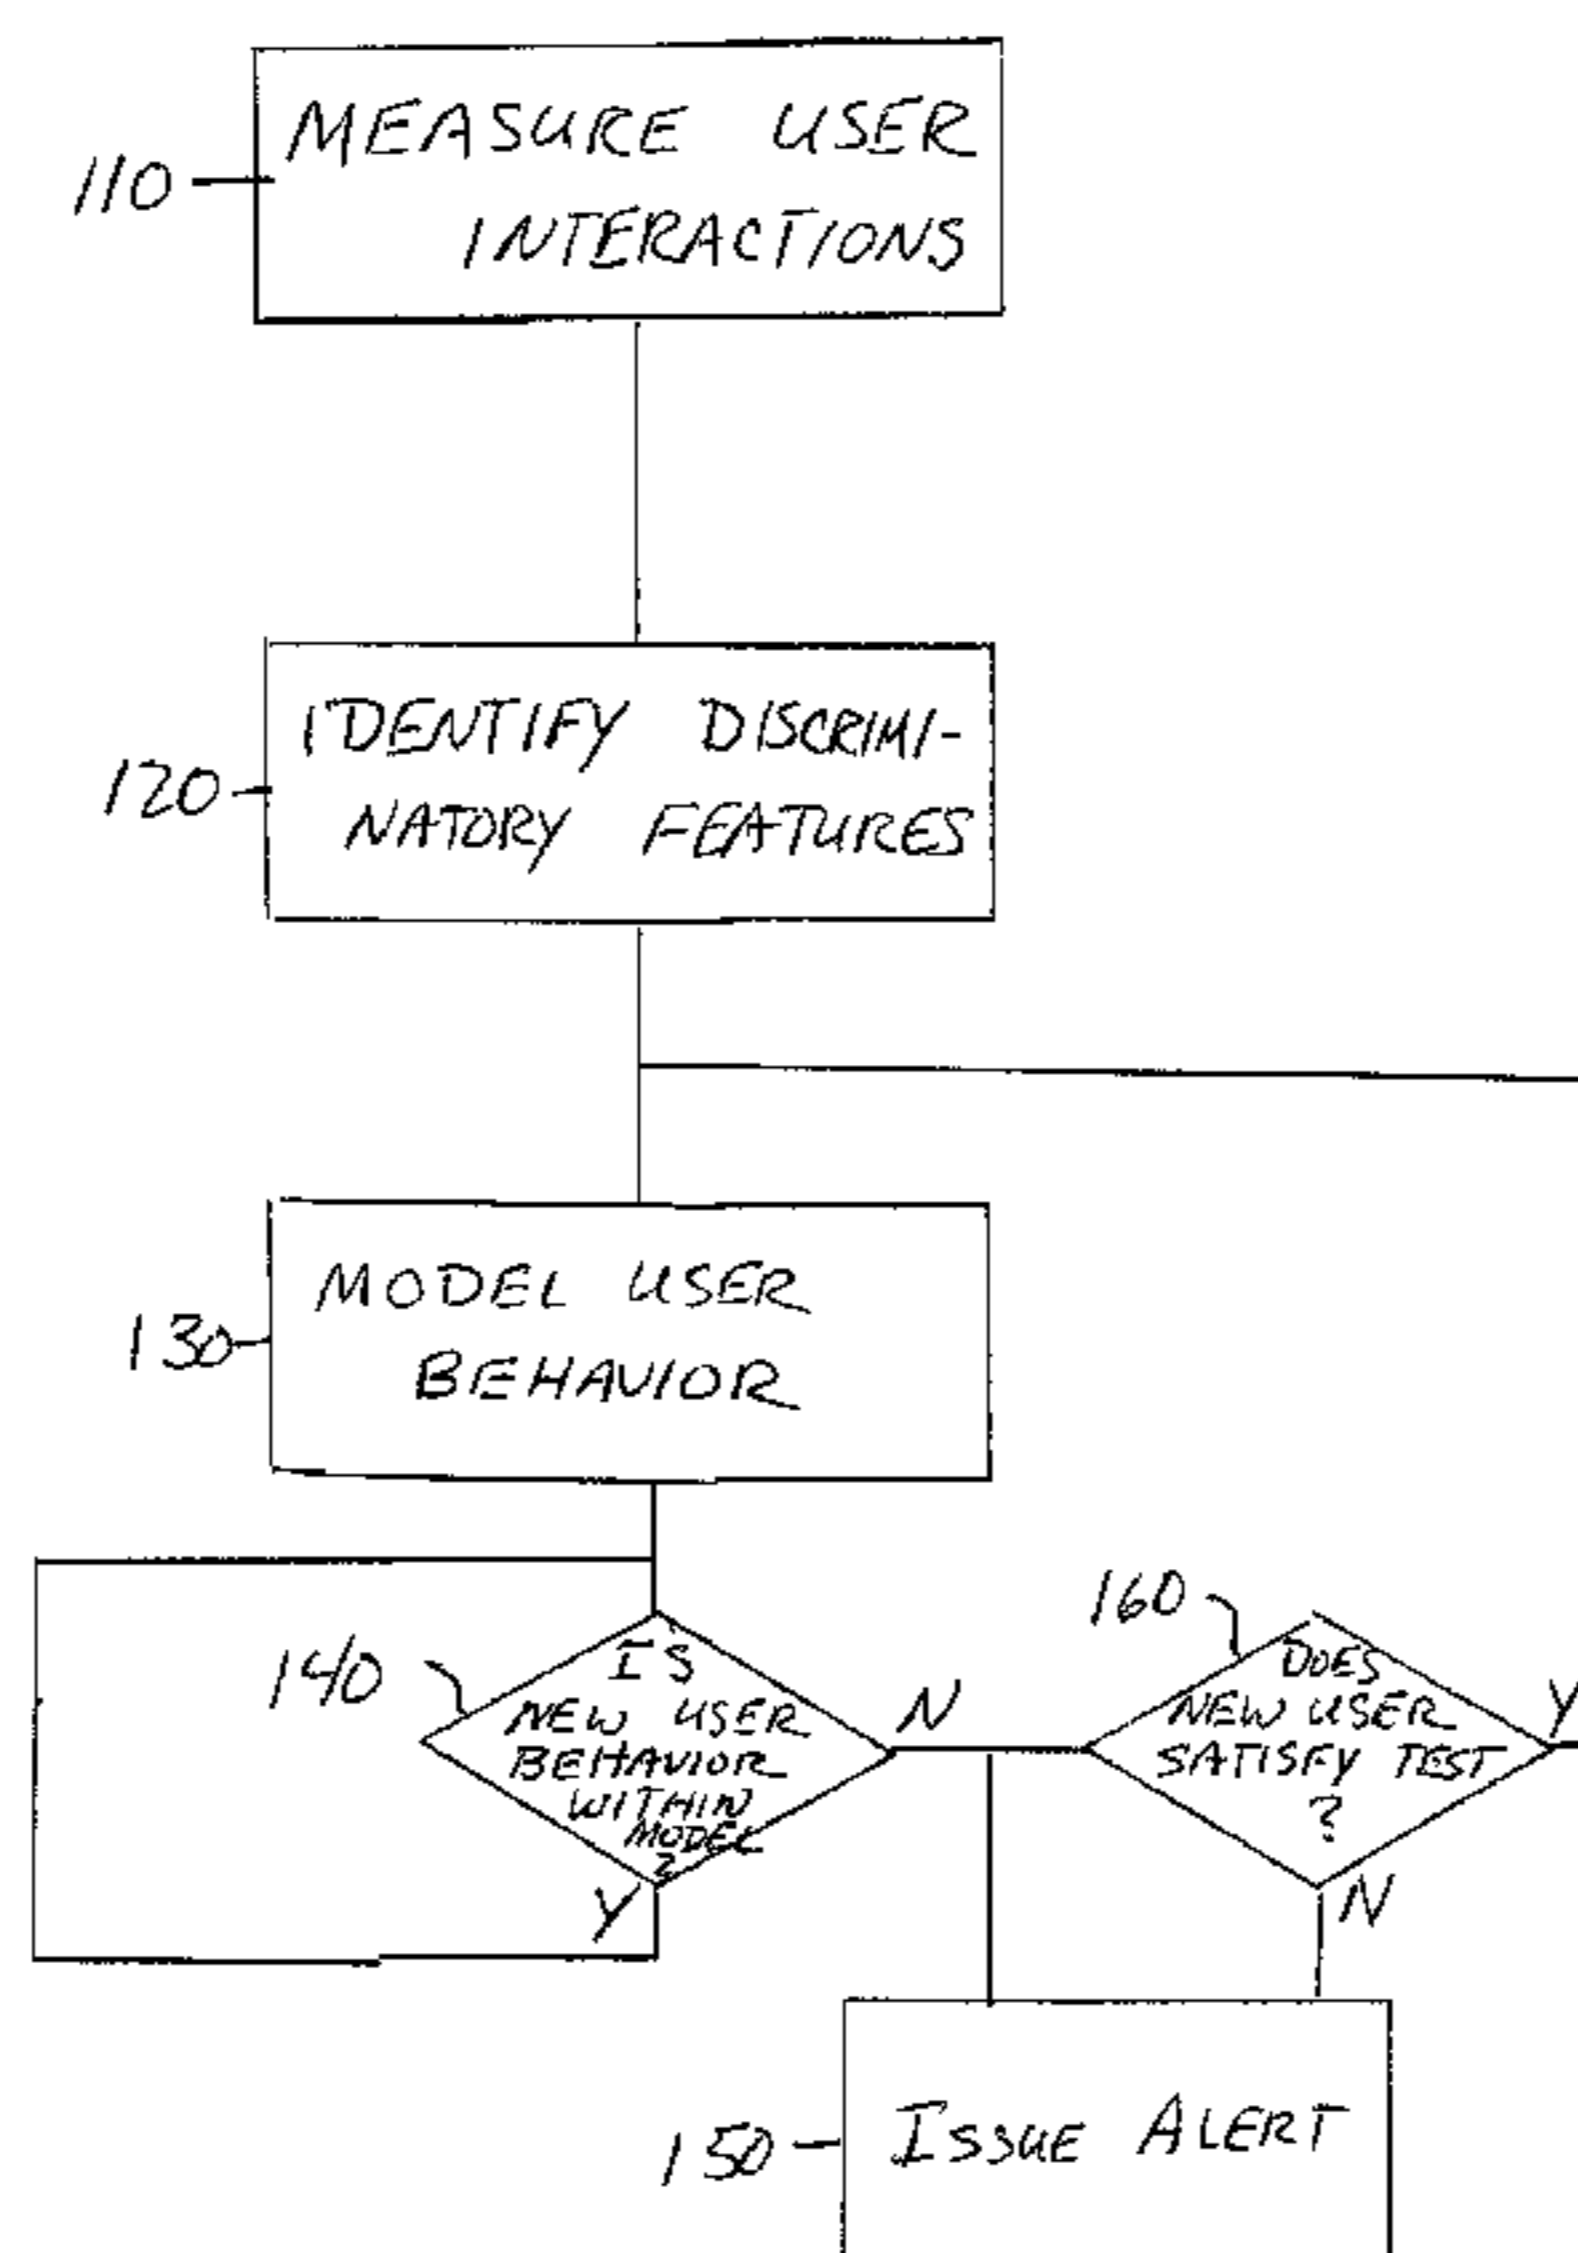 MEASURE USER
110
INTERACTIONS
IDENTIFY DISCRIMI-
120
NATORY FEATURES
MODEL USER
130
BEHAVIOR
160
140
IS
NEW USER
BEHAVIOR
WITHIN
MODEL
?
N
Y
DOES
NEW USER
SATISFY TEST
?
Y
N
150
ISSUE ALERT